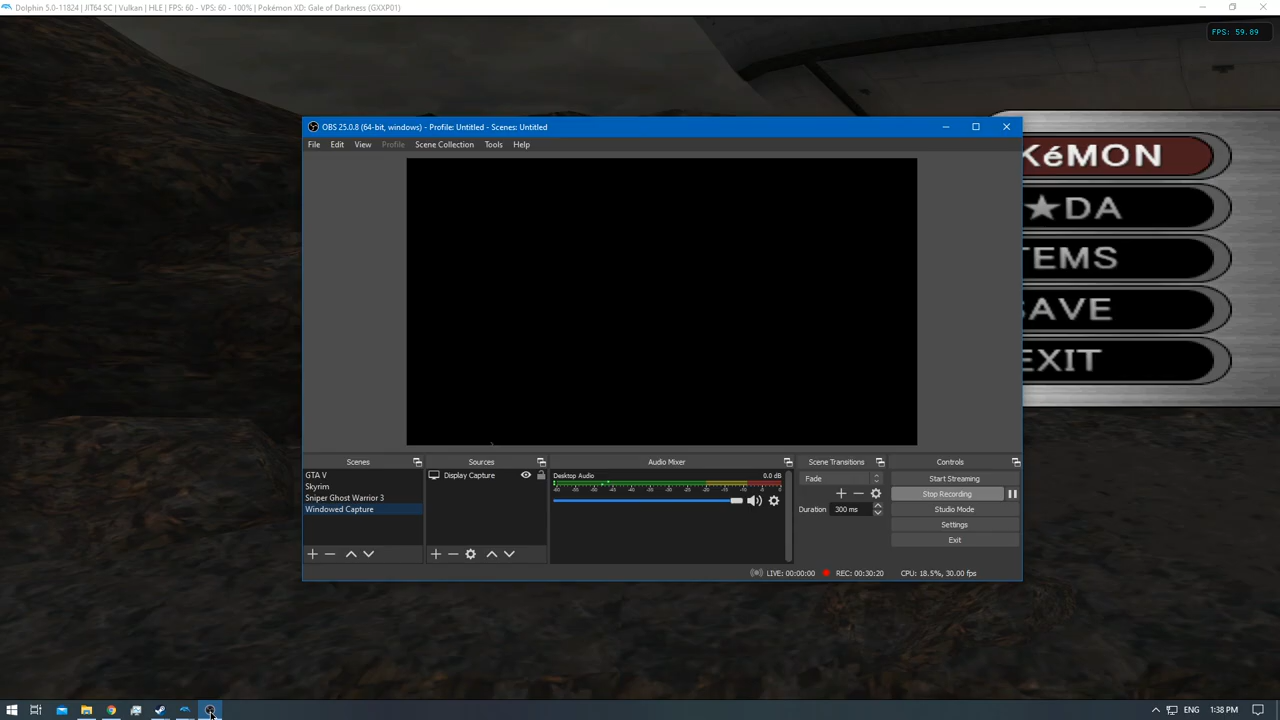 Dolphin 5.0-11824 | JIT64 SC | Vulkan | HLE | FPS: 60 - VPS: 60 - 100% | Pokémon XD: Gale of Darkness (GXXP01)
FPS: 59.89
OBS 25.0.8 (64-bit, windows) - Profile: Untitled - Scenes: Untitled
File Edit View Profile Scene Collection Tools Help
KéMON
★DA
TEMS
SAVE
EXIT
Scenes
GTA V
Skyrim
Sniper Ghost Warrior 3
Windowed Capture
Sources
Display Capture
Audio Mixer
Desktop Audio 0.0 dB
Scene Transitions
Fade
Duration 300 ms
Controls
Start Streaming
Stop Recording
Studio Mode
Settings
Exit
LIVE: 00:00:00 REC: 00:30:20 CPU: 18.5%, 30.00 fps
ENG 1:38 PM